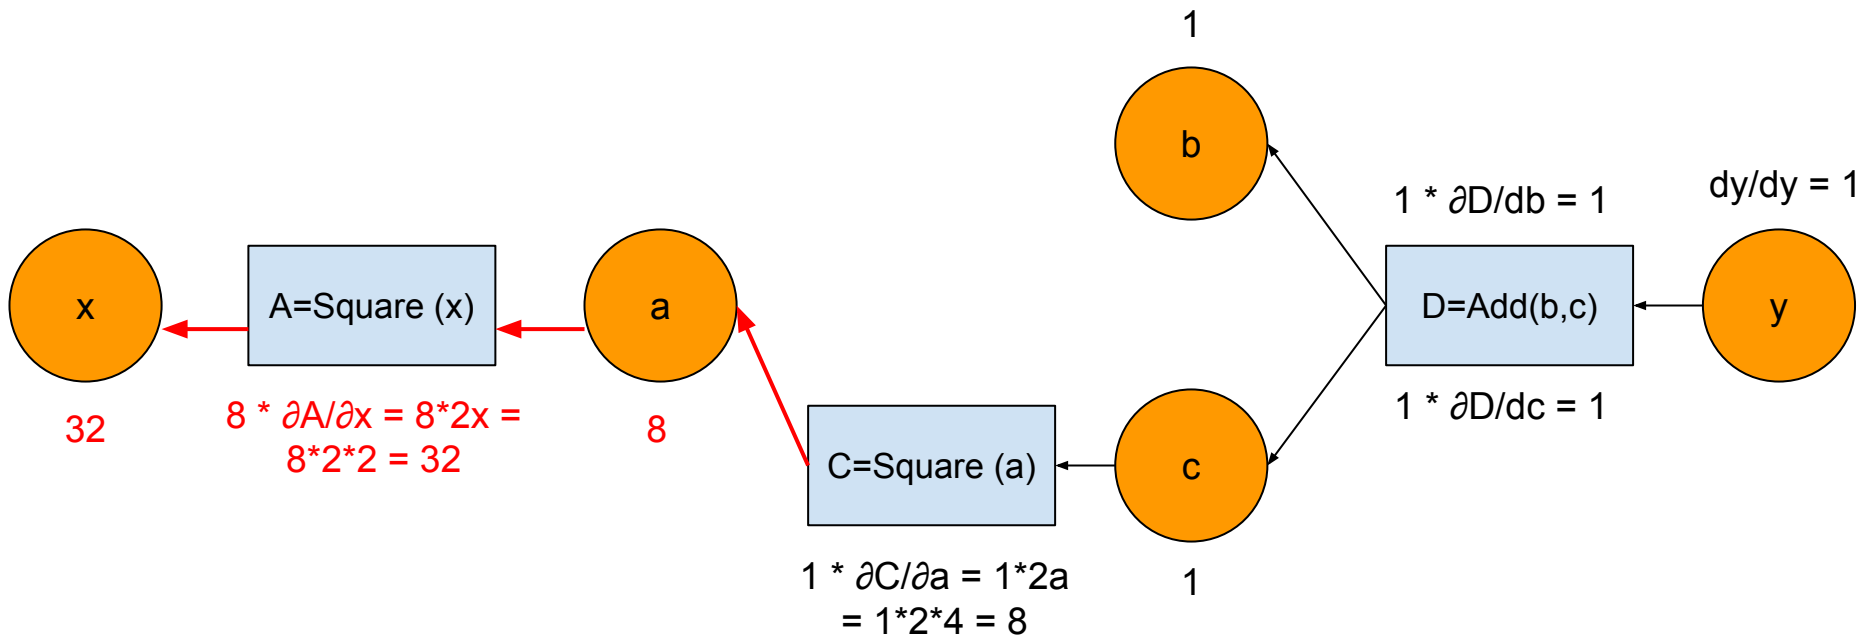 1
b
1 * ∂D/db = 1
dy/dy = 1
x
A=Square (x)
a
D=Add(b,c)
y
32
8 * ∂A/∂x = 8*2x =
8*2*2 = 32
8
1 * ∂D/dc = 1
C=Square (a)
c
1 * ∂C/∂a = 1*2a
= 1*2*4 = 8
1